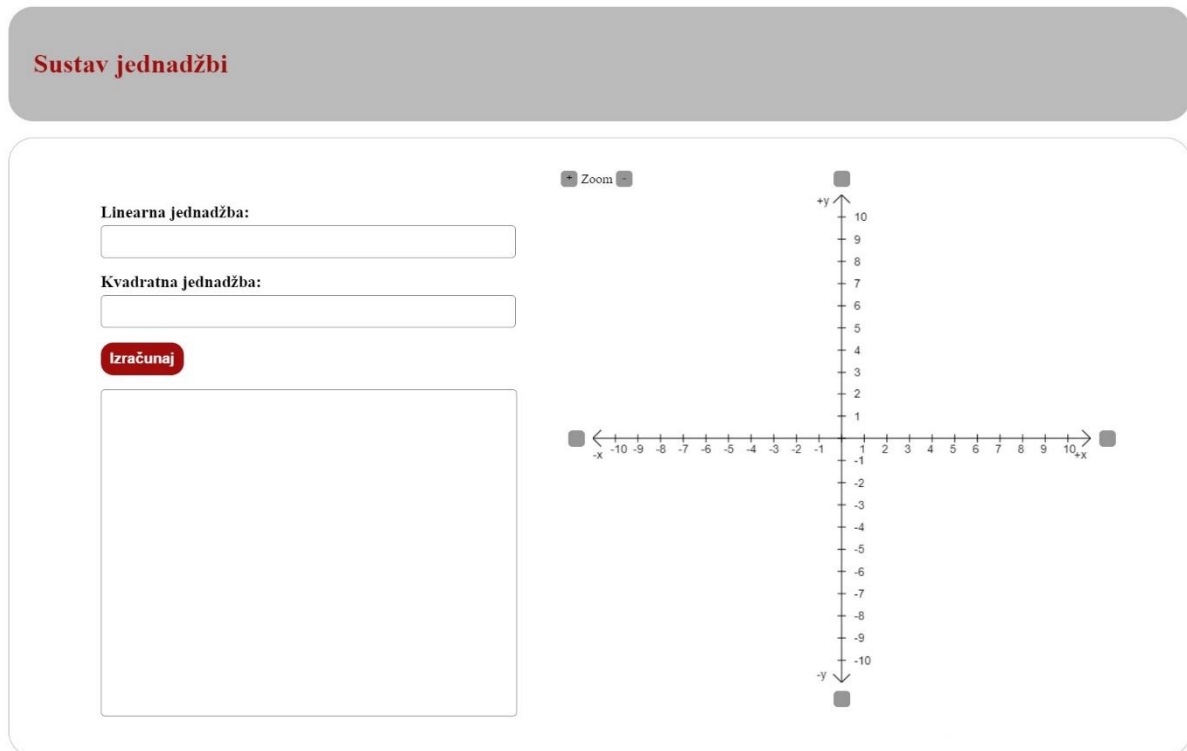 Sustav jednadžbi
Linearna jednadžba:
Kvadratna jednadžba:
Izračunaj
+ Zoom -
+y
10
9
8
7
6
5
4
3
2
1
-x -10 -9 -8 -7 -6 -5 -4 -3 -2 -1 1 2 3 4 5 6 7 8 9 10 +x
-1
-2
-3
-4
-5
-6
-7
-8
-9
-10
-y